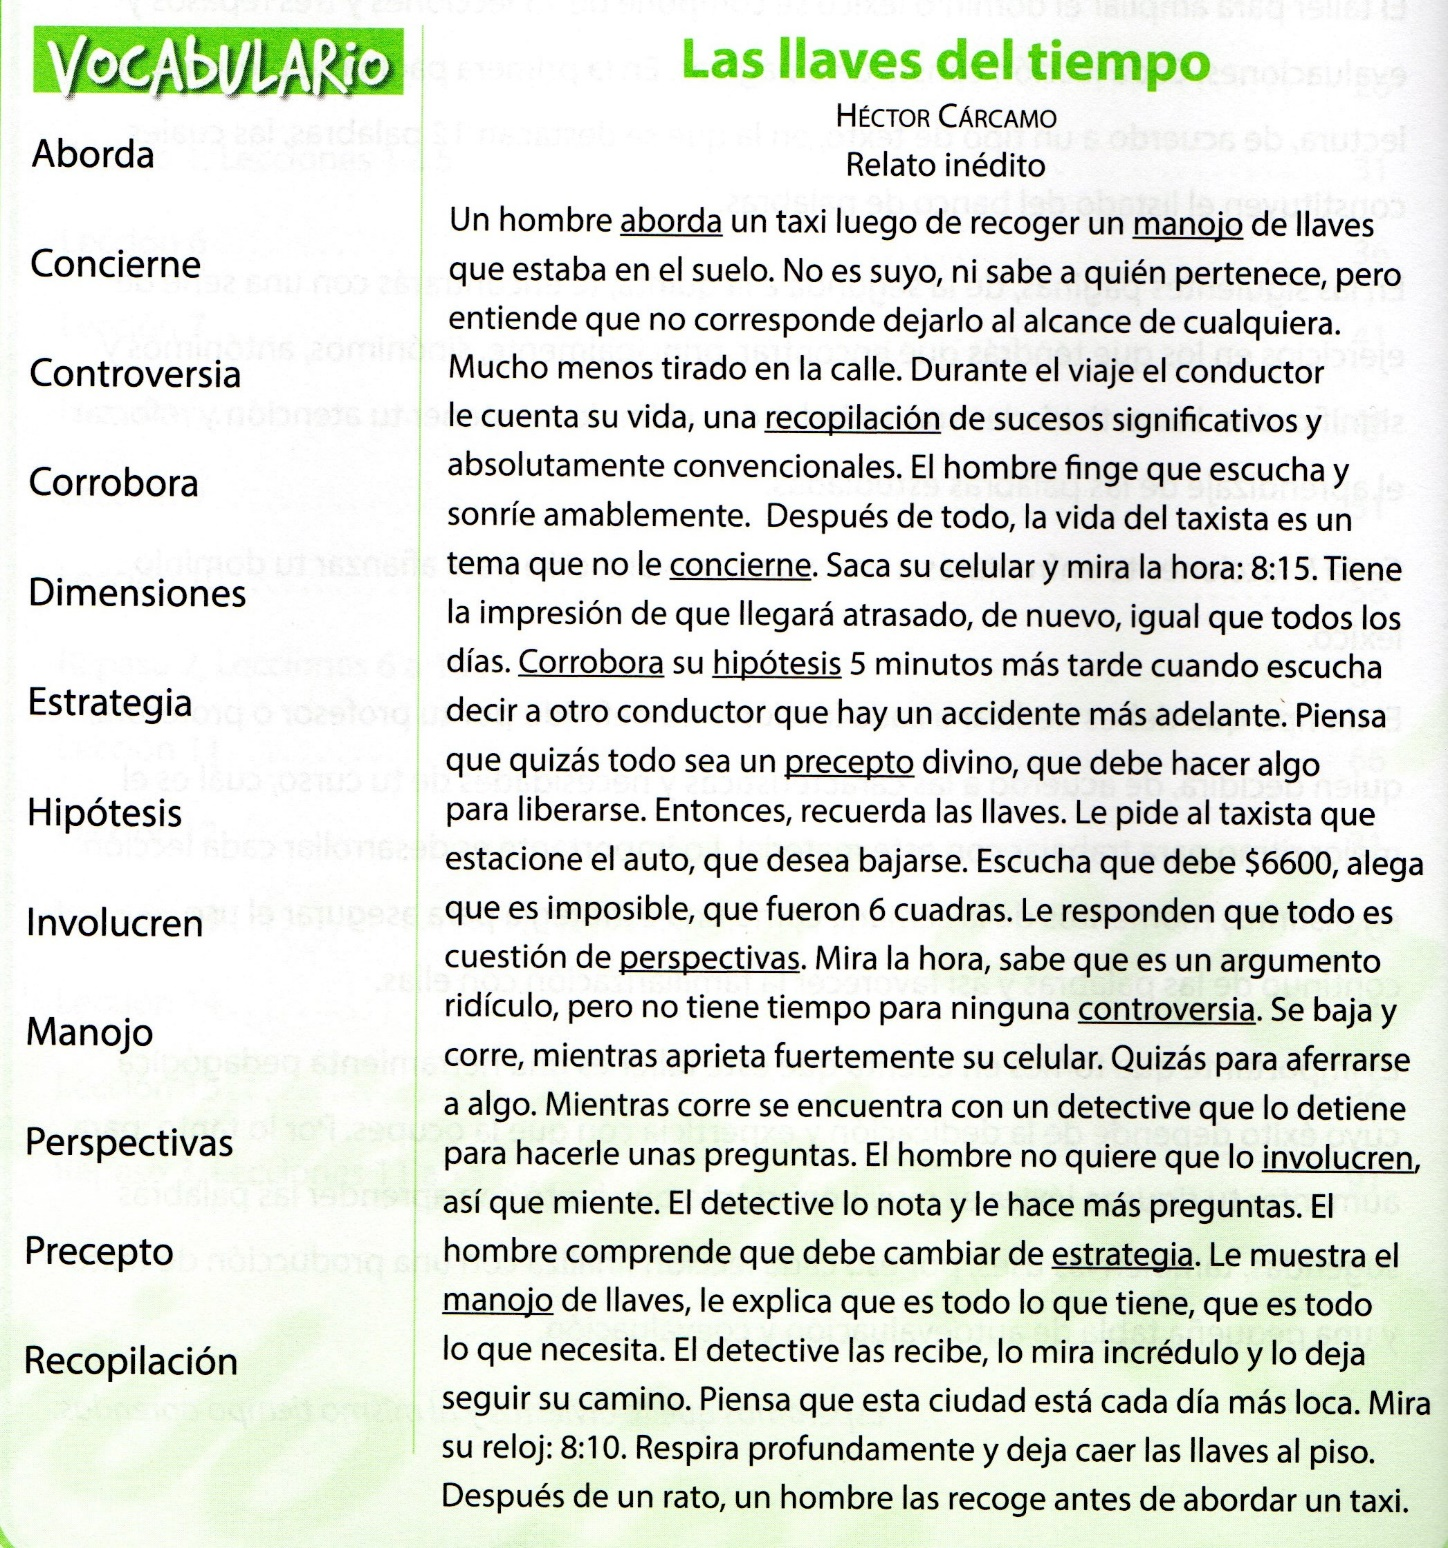 VOCABULARIO
Aborda
Concierne
Controversia
Corrobora
Dimensiones
Estrategia
Hipótesis
Involucren
Manojo
Perspectivas
Precepto
Recopilación
Las llaves del tiempo
HÉCTOR CÁRCAMO
Relato inédito
Un hombre aborda un taxi luego de recoger un manojo de llaves
que estaba en el suelo. No es suyo, ni sabe a quién pertenece, pero
entiende que no corresponde dejarlo al alcance de cualquiera.
Mucho menos tirado en la calle. Durante el viaje el conductor
le cuenta su vida, una recopilación de sucesos significativos y
absolutamente convencionales. El hombre finge que escucha y
sonríe amablemente. Después de todo, la vida del taxista es un
tema que no le concierne. Saca su celular y mira la hora: 8:15. Tiene
la impresión de que llegará atrasado, de nuevo, igual que todos los
días. Corrobora su hipótesis 5 minutos más tarde cuando escucha
decir a otro conductor que hay un accidente más adelante. Piensa
que quizás todo sea un precepto divino, que debe hacer algo
para liberarse. Entonces, recuerda las llaves. Le pide al taxista que
estacione el auto, que desea bajarse. Escucha que debe $6600, alega
que es imposible, que fueron 6 cuadras. Le responden que todo es
cuestión de perspectivas. Mira la hora, sabe que es un argumento
ridículo, pero no tiene tiempo para ninguna controversia. Se baja y
corre, mientras aprieta fuertemente su celular. Quizás para aferrarse
a algo. Mientras corre se encuentra con un detective que lo detiene
para hacerle unas preguntas. El hombre no quiere que lo involucren,
así que miente. El detective lo nota y le hace más preguntas. El
hombre comprende que debe cambiar de estrategia. Le muestra el
manojo de llaves, le explica que es todo lo que tiene, que es todo
lo que necesita. El detective las recibe, lo mira incrédulo y lo deja
seguir su camino. Piensa que esta ciudad está cada día más loca. Mira
su reloj: 8:10. Respira profundamente y deja caer las llaves al piso.
Después de un rato, un hombre las recoge antes de abordar un taxi.